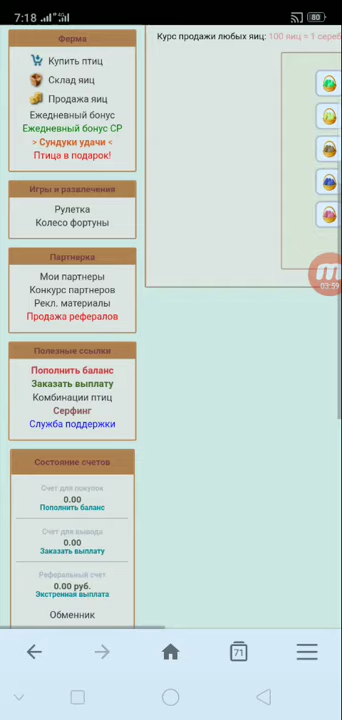 7:18
4G
80
Ферма
Купить птиц
Склад яиц
Продажа яиц
Ежедневный бонус
Ежедневный бонус СР
> Сундуки удачи <
Птица в подарок!
Курс продажи любых яиц: 100 яиц = 1 сереб
Игры и развлечения
Рулетка
Колесо фортуны
Партнерка
Мои партнеры
Конкурс партнеров
Рекл. материалы
Продажа рефералов
03:59
Полезные ссылки
Пополнить баланс
Заказать выплату
Комбинации птиц
Серфинг
Служба поддержки
Состояние счетов
Счет для покупок
0.00
Пополнить баланс
Счет для вывода
0.00
Заказать выплату
Реферальный счет
0.00 руб.
Экстренная выплата
Обменник
71